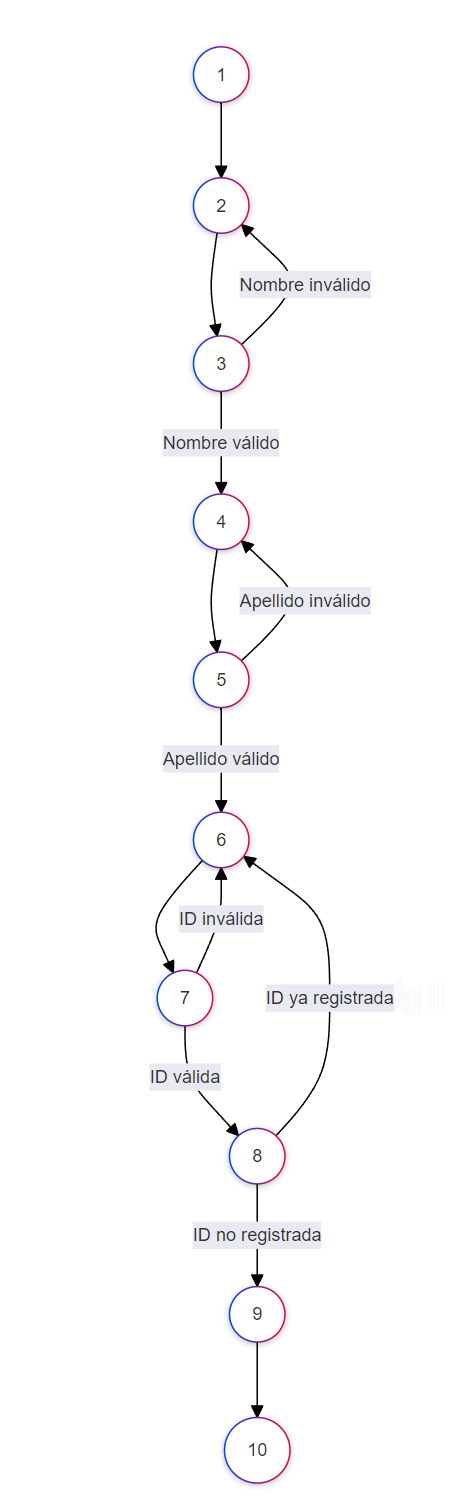 1
2
Nombre inválido
3
Nombre válido
4
Apellido inválido
5
Apellido válido
6
ID inválida
7
ID ya registrada
ID válida
8
ID no registrada
9
10